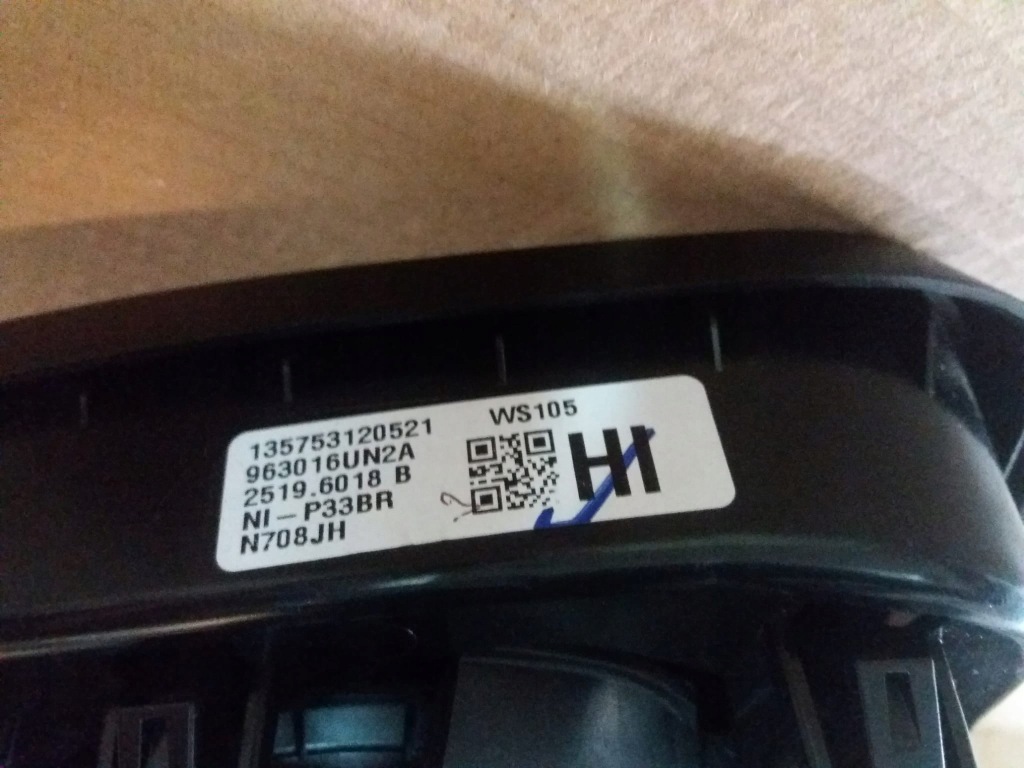 WS105
135753120521
963016UN2A
2519.6018 B
NI-P33BR
N708JH
HI